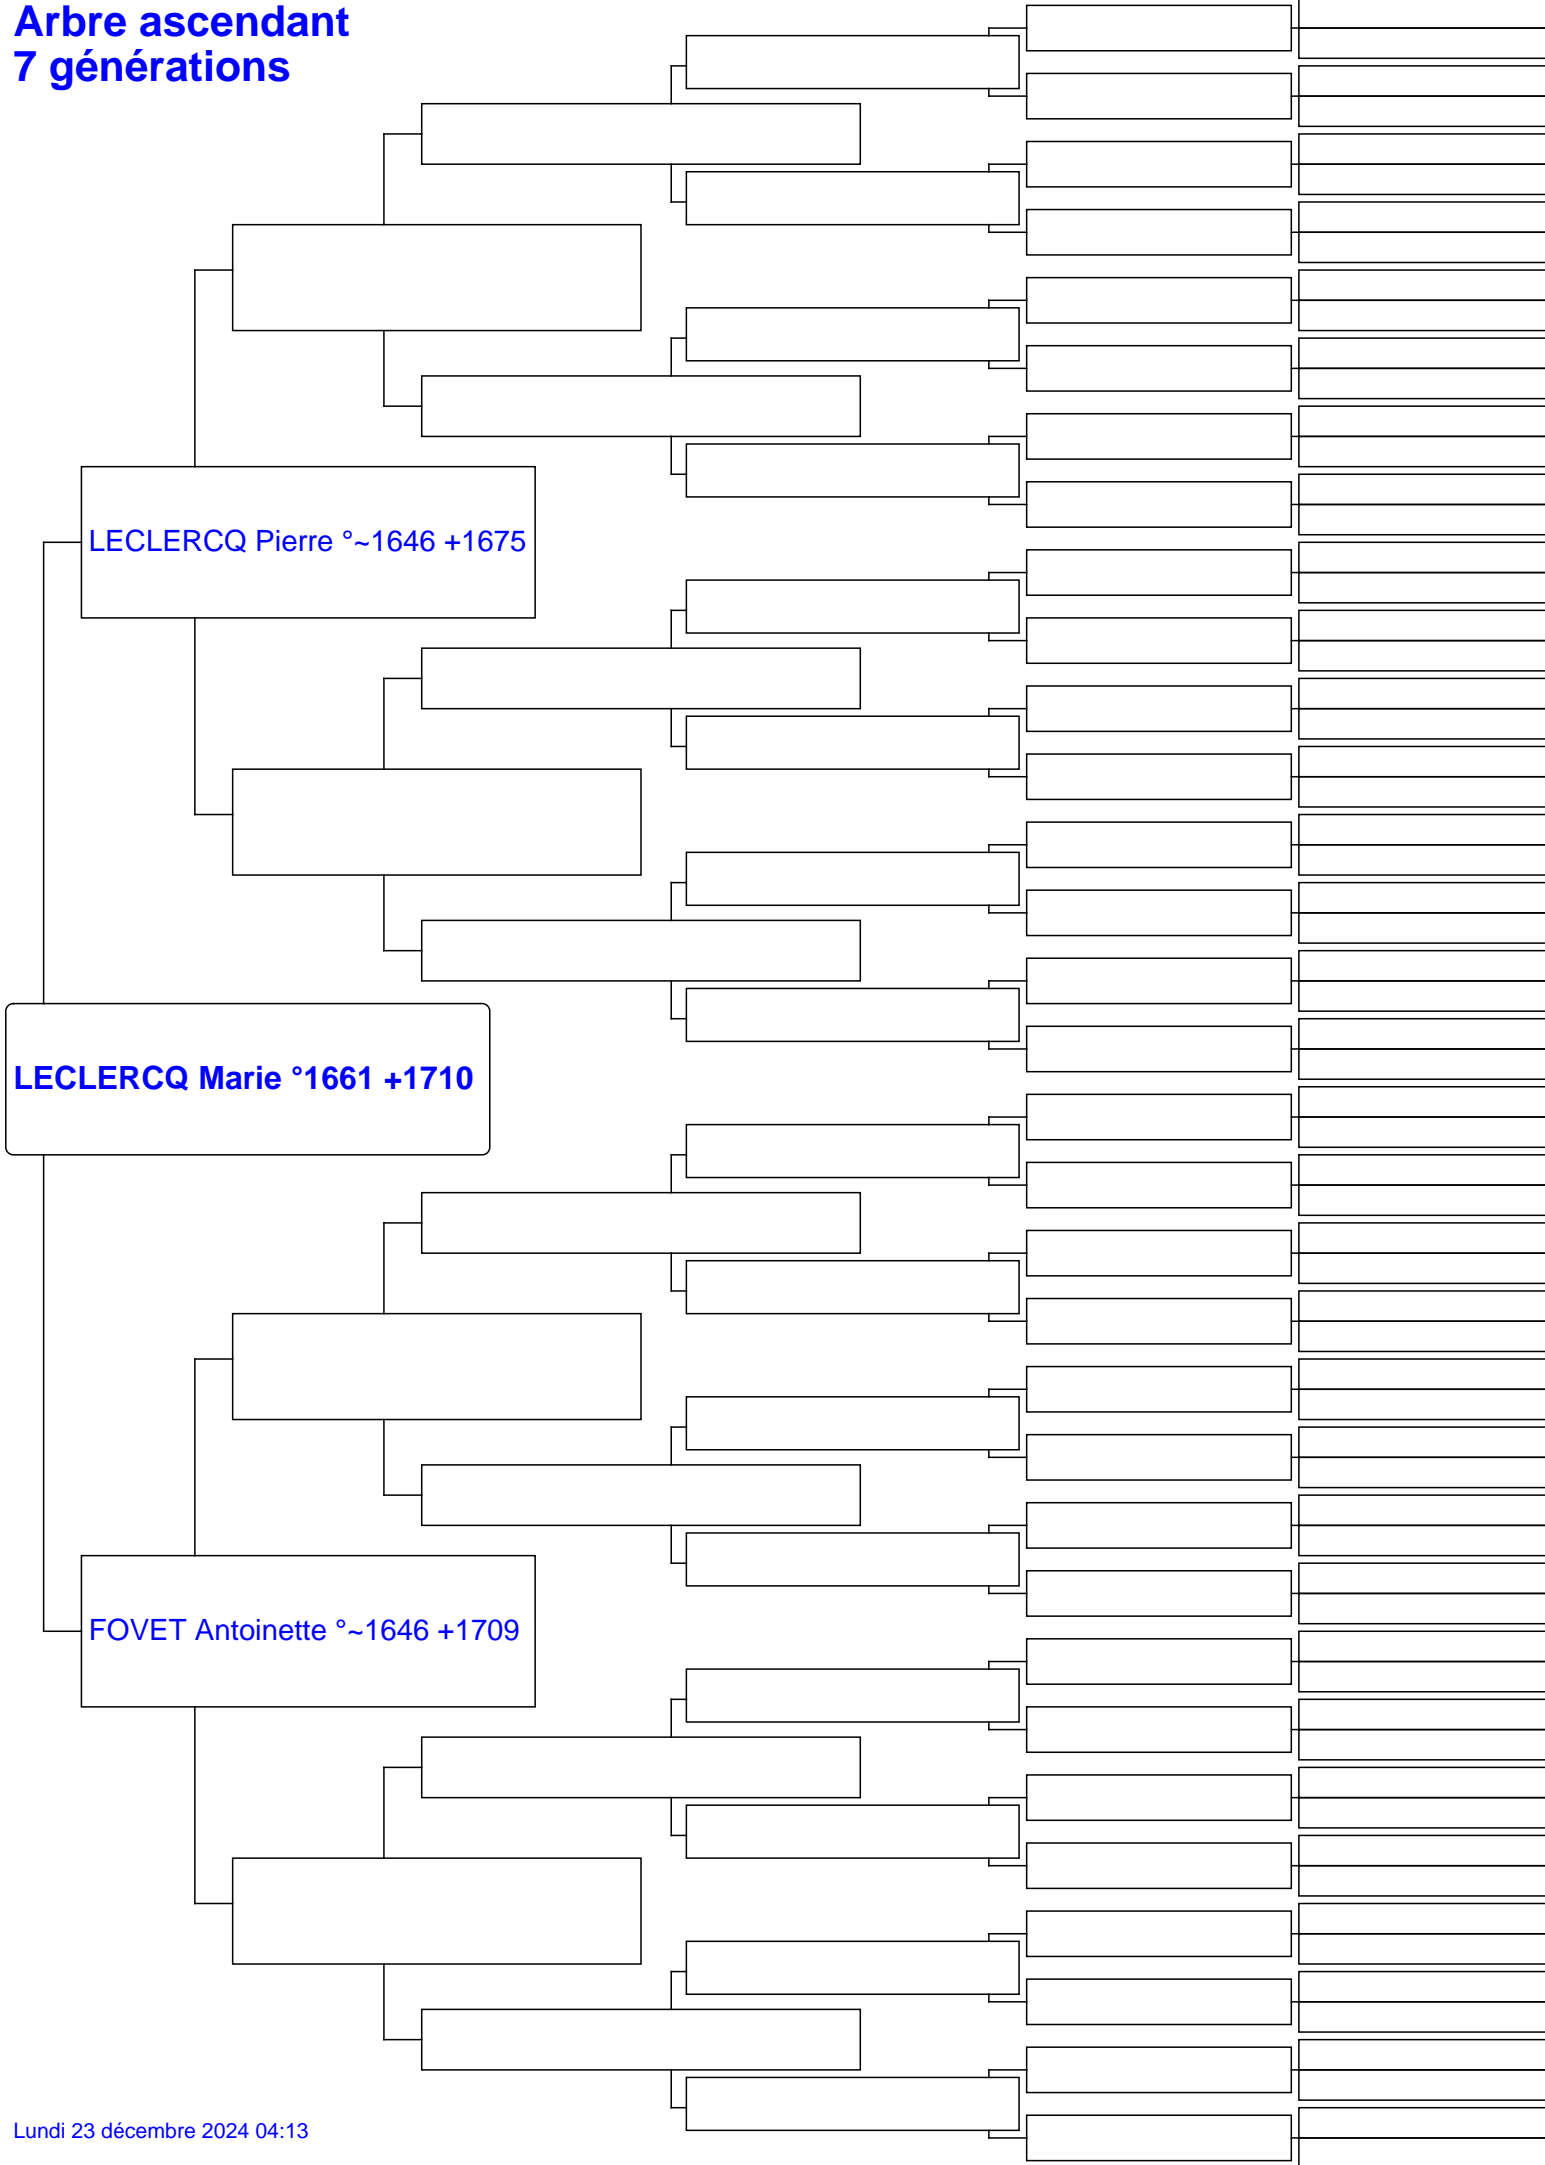 Arbre ascendant
7 générations
LECLERCQ Pierre °~1646 +1675
LECLERCQ Marie °1661 +1710
FOVET Antoinette °~1646 +1709
Lundi 23 décembre 2024 04:13